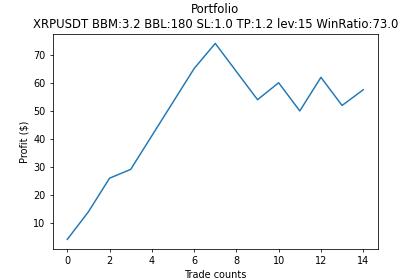 Portfolio
XRPUSDT BBM:3.2 BBL:180 SL:1.0 TP:1.2 lev:15 WinRatio:73.0
Profit ($)
70
60
50
40
30
20
10
0 2 4 6 8 10 12 14
Trade counts